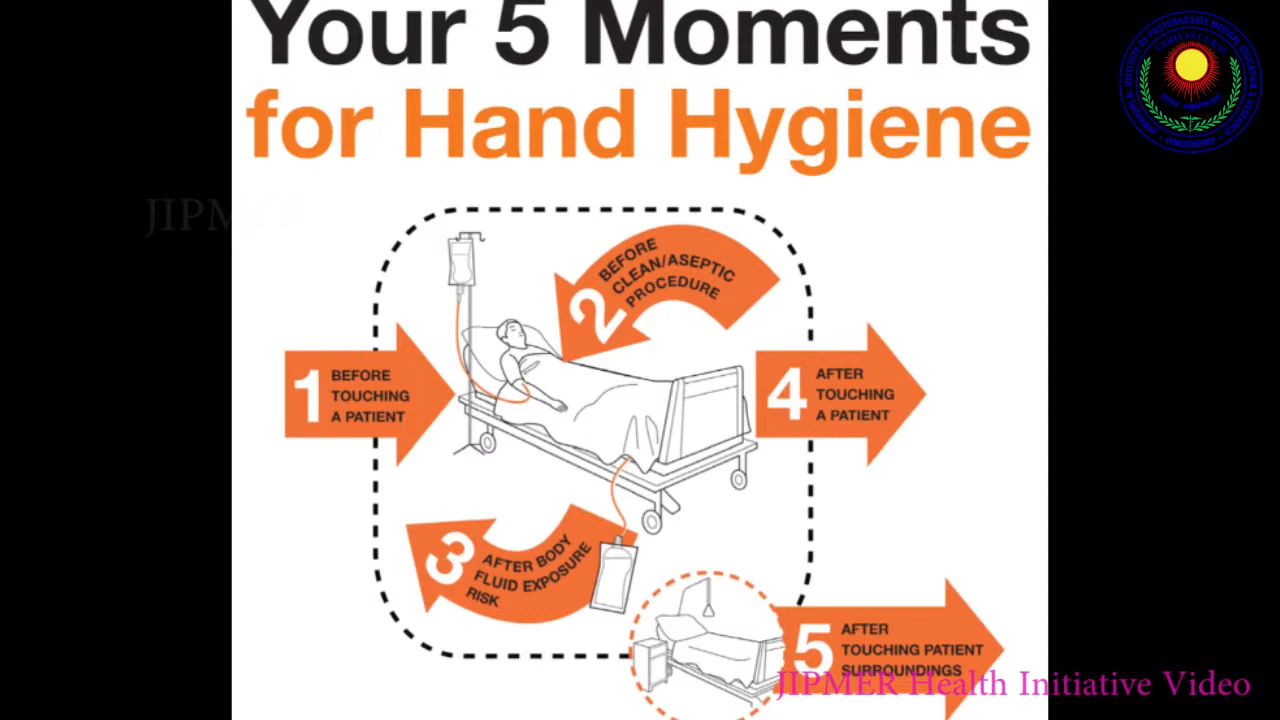 Your 5 Moments
for Hand Hygiene
JIPM
2
BEFORE
CLEAN/ASEPTIC
PROCEDURE
1
BEFORE
TOUCHING
A PATIENT
4
AFTER
TOUCHING
A PATIENT
3
AFTER BODY
FLUID EXPOSURE
RISK
5
AFTER
TOUCHING PATIENT
SURROUNDINGS
JIPMER Health Initiative Video